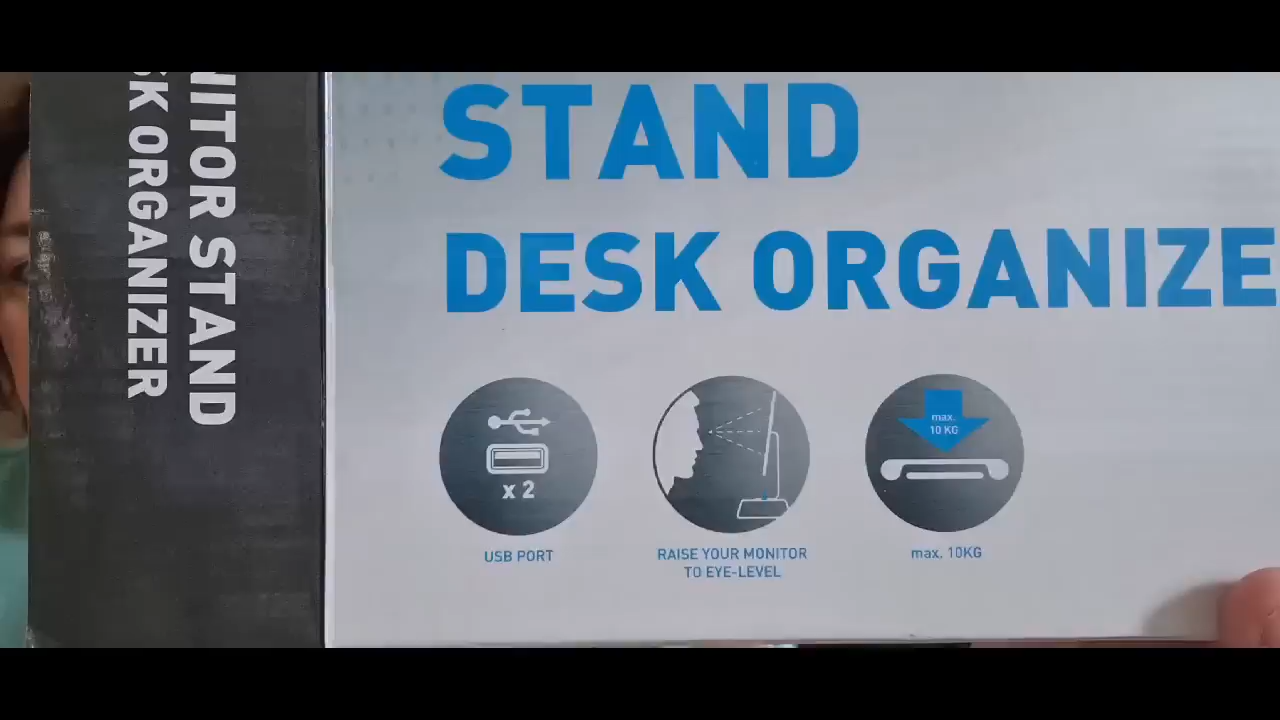 NITOR STAND
SK ORGANIZER
STAND
DESK ORGANIZE
x 2
USB PORT
RAISE YOUR MONITOR
TO EYE-LEVEL
max.
10 KG
max. 10KG